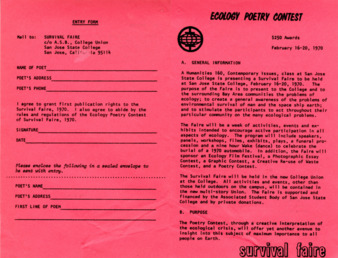 ENTRY FORM
Mail to: SURVIVAL FAIRE
c/o A.S.B., College Union
San Jose State College
San Jose, 95114
NAME OF POET
POET'S ADDRESS
POET'S PHONE
I agree to grant first publication rights to the
Survival Faire, 1970. I also agree to abide by the
rules and regulations of the Ecology Poetry Contest
of Survival Faire, 1970.
SIGNATURE
DATE
Please enclose the following in a sealed envelope to
be sent with entry.
POET'S NAME
POET'S ADDRESS
FIRST LINE OF POEM
ECOLOGY POETRY CONTEST
$250 Awards
February 16-20, 1970
A. GENERAL INFORMATION
A Humanities 160, Contemporary Issues, class at San Jose
State College is presenting a Survival Faire to be held
at San Jose State College, February 16-20, 1970. The
purpose of the Faire is to present to the College and to
the surrounding Bay Area communities the problems of
ecology; to create a general awareness of the problems of
environmental survival of man and the space ship earth;
and to stimulate the participants to act within their
particular community on the many ecological problems.
The Faire will be a week of activities, events and ex-
hibits intended to encourage active participation in all
aspects of ecology. The program will include speakers,
panels, workshops, films, exhibits, plays, a funeral pro-
cession and a nine hour Wake (dance) to celebrate the
burial of a 1970 automobile. In addition, the Faire will
sponsor an Ecology Film Festival, a Photographic Essay
Contest, a Graphic Contest, a Creative Re-use of Waste
Contest, and a Poetry Contest.
The Survival Faire will be held in the new College Union
at the College. All activities and events, other than
those held outdoors on the campus, will be contained in
the new multi-story Union. The Faire is supported and
financed by the Associated Student Body of San Jose State
College and by private donations.
B. PURPOSE
The Poetry Contest, through a creative interpretation of
the ecological crisis, will offer yet another avenue to
insight into this subject of maximum importance to all
people on Earth.
survival faire